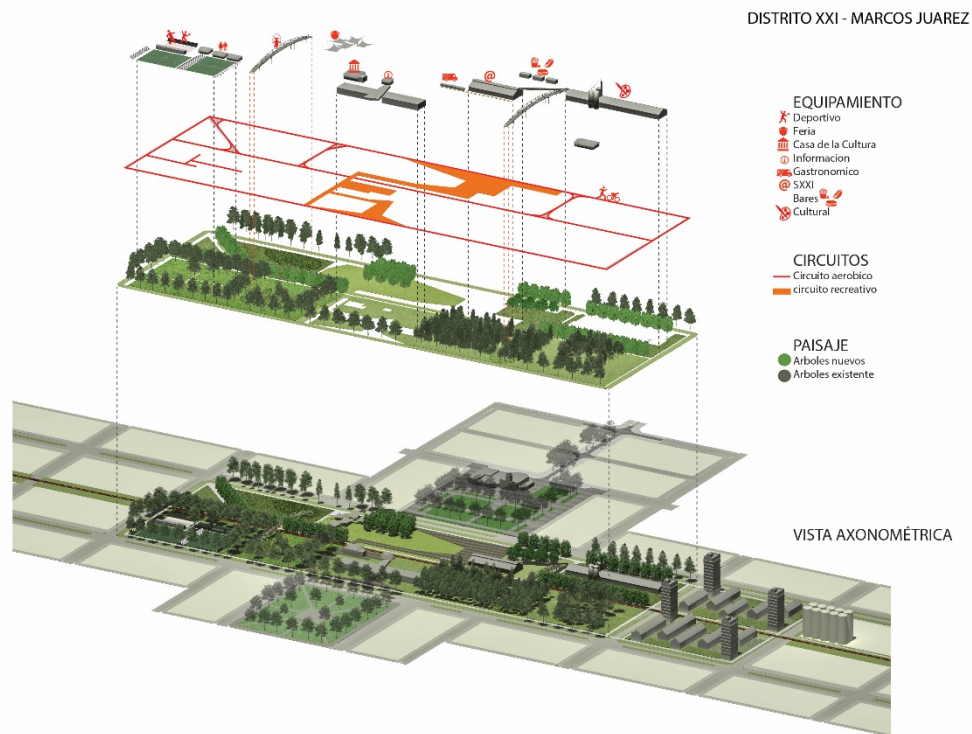 DISTRITO XXI - MARCOS JUAREZ
EQUIPAMIENTO
Deportivo
Feria
Casa de la Cultura
Informacion
Gastronomico
@ SXXI
Bares
Cultural
CIRCUITOS
Circuito aerobico
circuito recreativo
PAISAJE
Arboles nuevos
Arboles existente
VISTA AXONOMÉTRICA
@